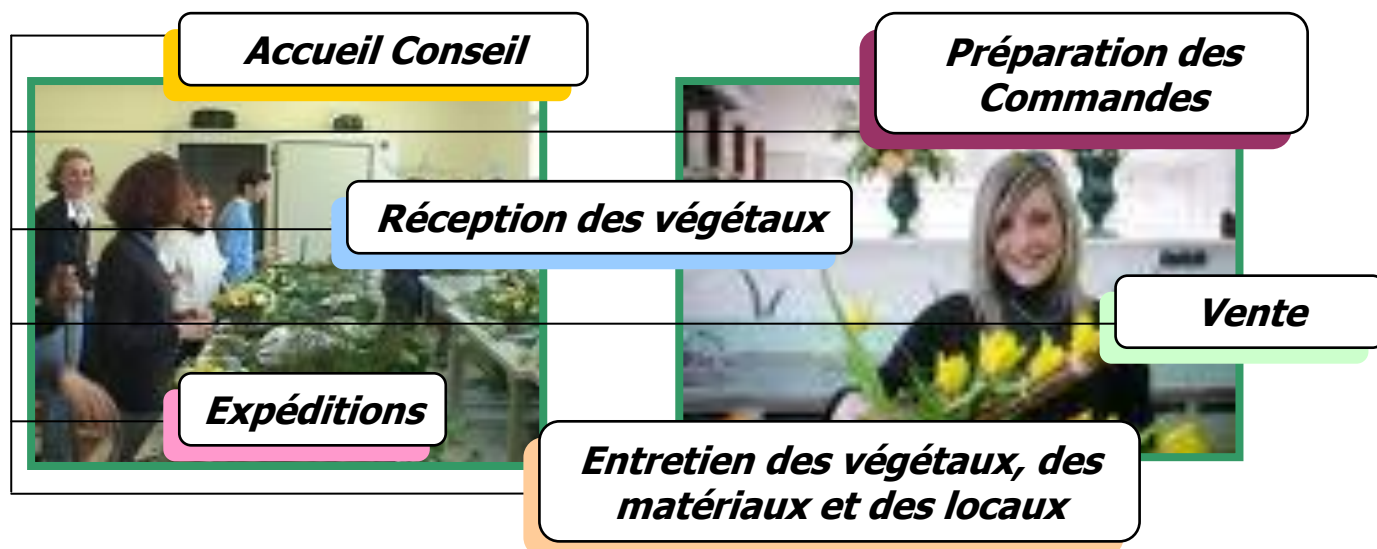 Accueil Conseil
Préparation des
Commandes
Réception des végétaux
Vente
Expéditions
Entretien des végétaux, des
matériaux et des locaux